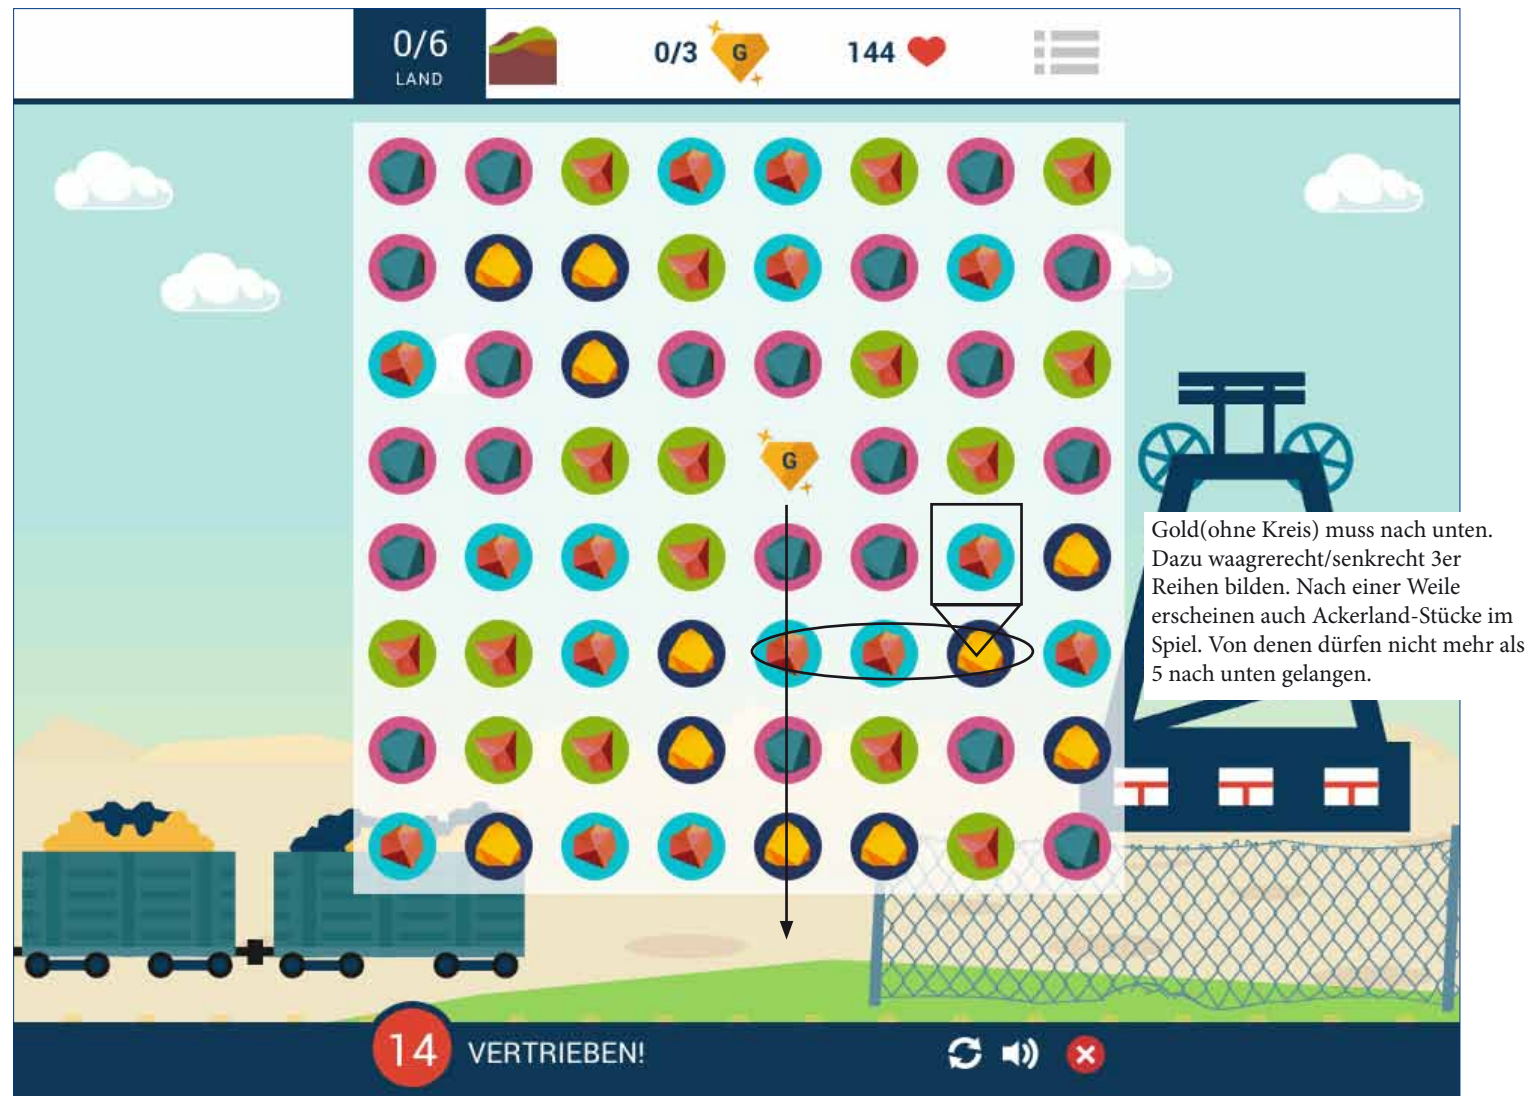 0/6
LAND
0/3 G
144
G
Gold(ohne Kreis) muss nach unten.
Dazu waagrerecht/senkrecht 3er
Reihen bilden. Nach einer Weile
erscheinen auch Ackerland-Stücke im
Spiel. Von denen dürfen nicht mehr als
5 nach unten gelangen.
14 VERTRIEBEN!